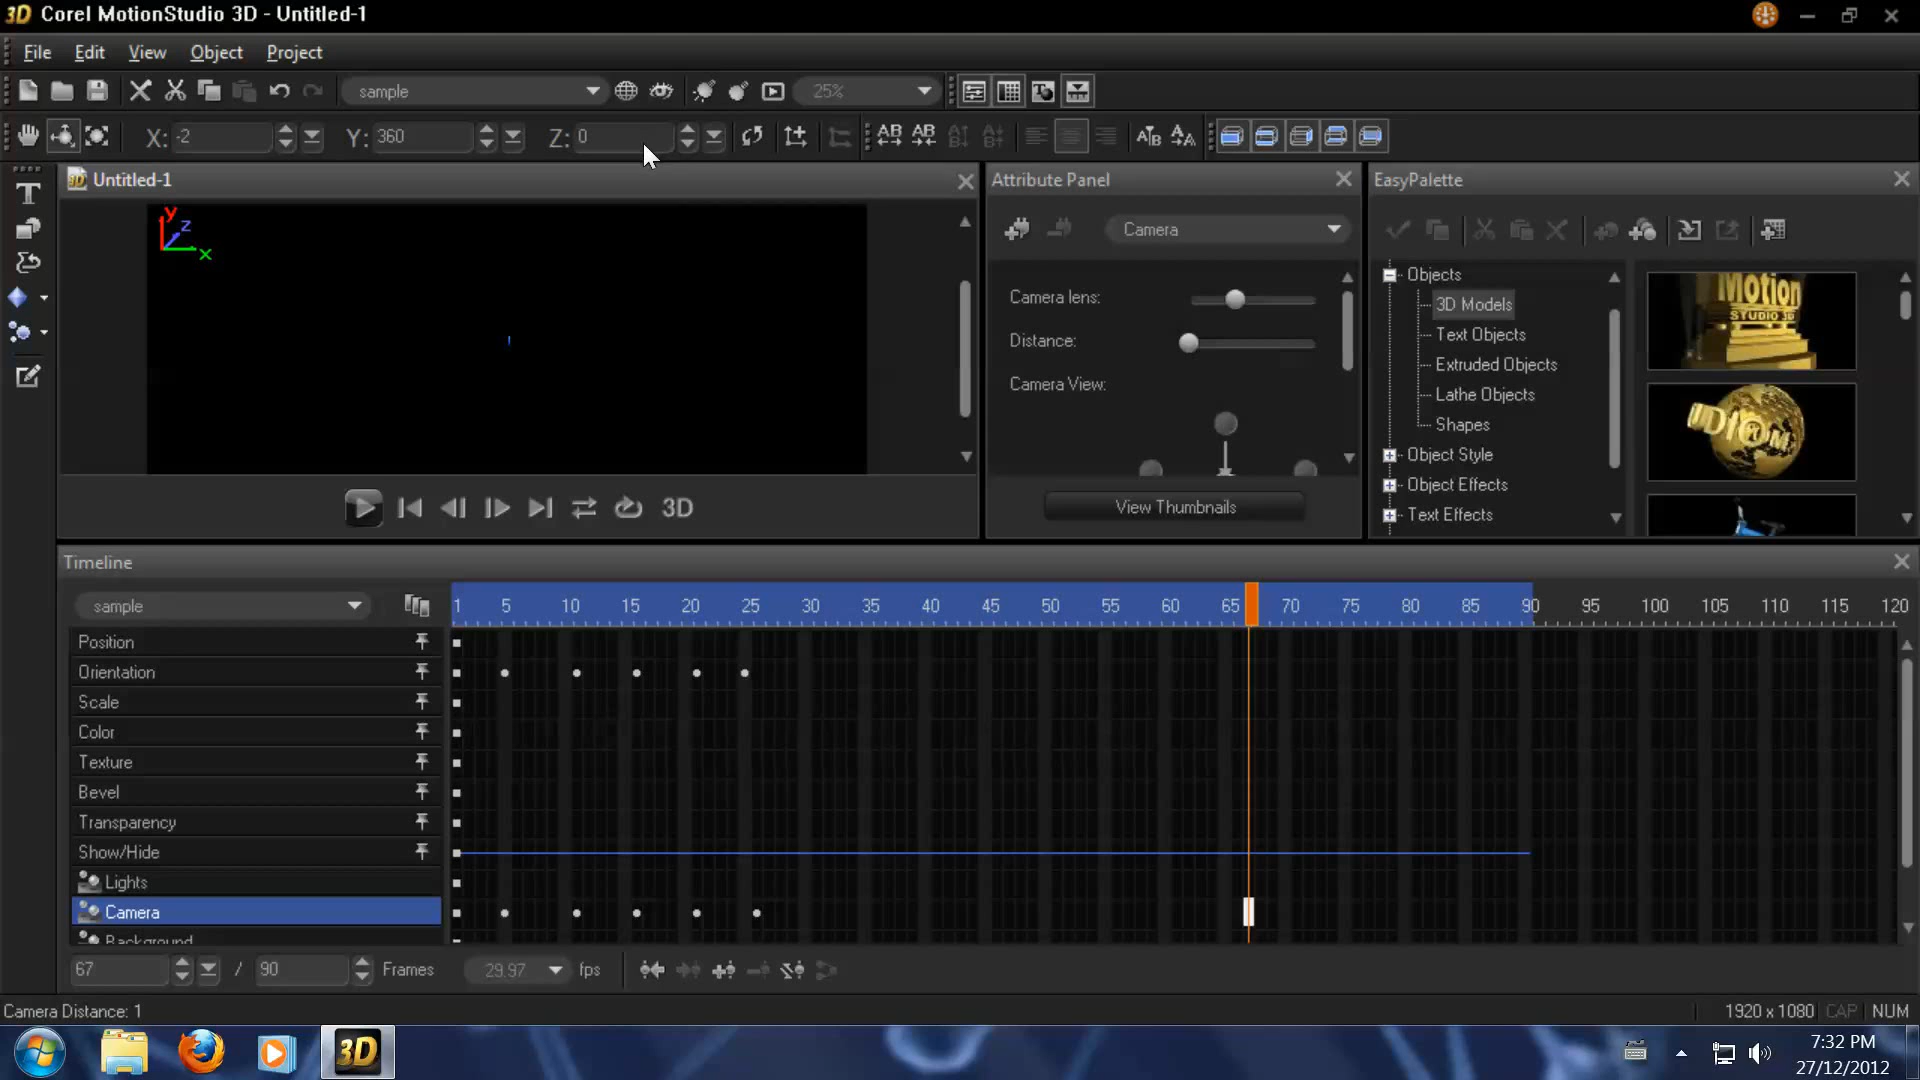 3D Corel MotionStudio 3D - Untitled-1
File Edit View Object Project
sample 25%
X: -2 Y: 360 Z: 0
Untitled-1
Y
Z
X
3D
Attribute Panel
Camera
Camera lens:
Distance:
Camera View:
View Thumbnails
EasyPalette
Objects
3D Models
Text Objects
Extruded Objects
Lathe Objects
Shapes
Object Style
Object Effects
Text Effects
Motion
STUDIO 3D
Timeline
sample
1 5 10 15 20 25 30 35 40 45 50 55 60 65 70 75 80 85 90 95 100 105 110 115 120
Position
Orientation
Scale
Color
Texture
Bevel
Transparency
Show/Hide
Lights
Camera
Background
67 / 90 Frames 29.97 fps
Camera Distance: 1
1920 x 1080 CAP NUM
3D
7:32 PM
27/12/2012